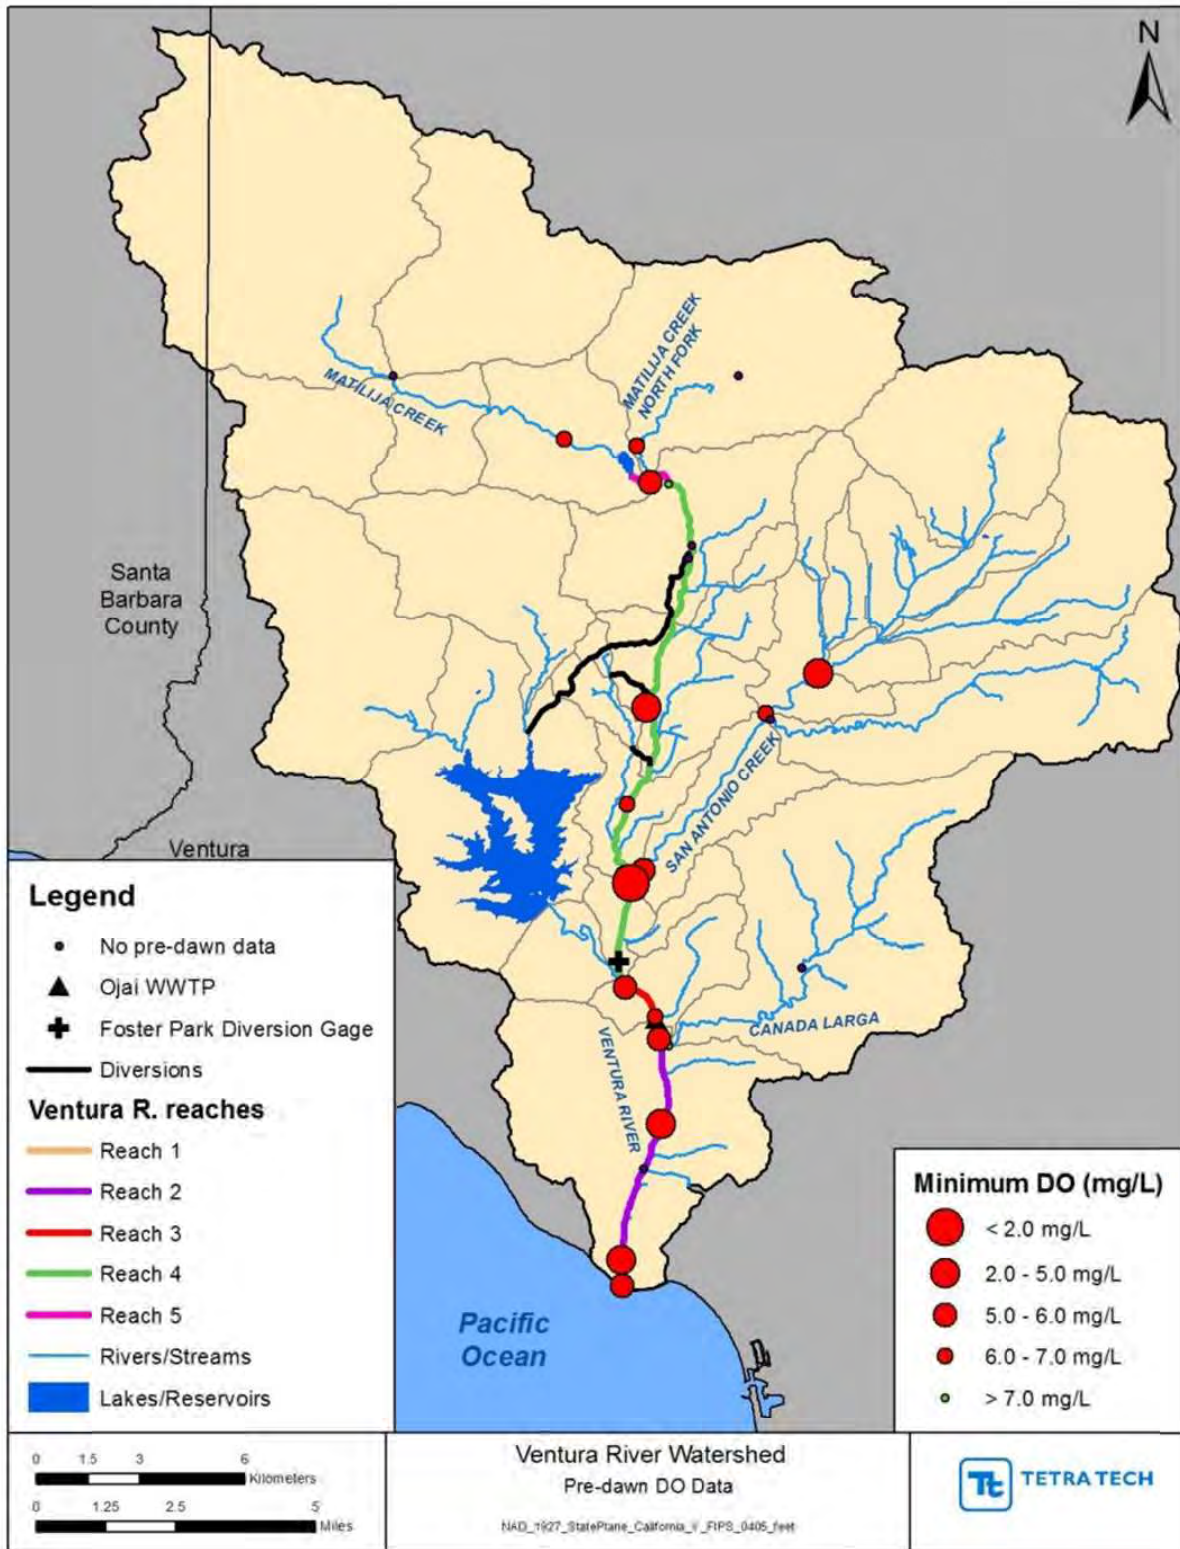 N
MATILIJA CREEK
NORTH FORK
MATILIJA CREEK
Santa
Barbara
County
SAN ANTONIO CREEK
Ventura
CANADA LARGA
VENTURA RIVER
Pacific
Ocean
Legend
No pre-dawn data
Ojai WWTP
Foster Park Diversion Gage
Diversions
Ventura R. reaches
Reach 1
Reach 2
Reach 3
Reach 4
Reach 5
Rivers/Streams
Lakes/Reservoirs
Minimum DO (mg/L)
< 2.0 mg/L
2.0 - 5.0 mg/L
5.0 - 6.0 mg/L
6.0 - 7.0 mg/L
> 7.0 mg/L
0 1.5 3 6
Kilometers
0 1.25 2.5 5
Miles
Ventura River Watershed
Pre-dawn DO Data
NAD_1927_StatePlane_California_V_FIPS_0405_feet
Tt TETRA TECH